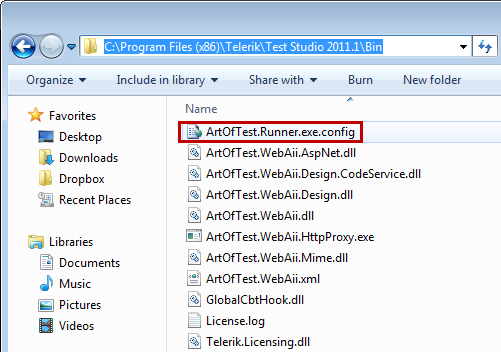 C:\Program Files (x86)\Telerik\Test Studio 2011.1\Bin
Organize Include in library Share with Burn New folder
Favorites
Desktop
Downloads
Dropbox
Recent Places
Libraries
Documents
Music
Pictures
Videos
Name
ArtOfTest.Runner.exe.config
ArtOfTest.WebAii.AspNet.dll
ArtOfTest.WebAii.Design.CodeService.dll
ArtOfTest.WebAii.Design.dll
ArtOfTest.WebAii.dll
ArtOfTest.WebAii.HttpProxy.exe
ArtOfTest.WebAii.Mime.dll
ArtOfTest.WebAii.xml
GlobalCbtHook.dll
License.log
Telerik.Licensing.dll